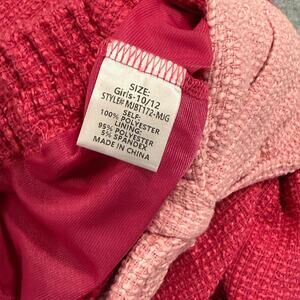 SIZE:
Girls-10/12
STYLE# MJBT172-MJG
SELF:
100% POLYESTER
LINING:
95% POLYESTER
5% SPANDEX
MADE IN CHINA